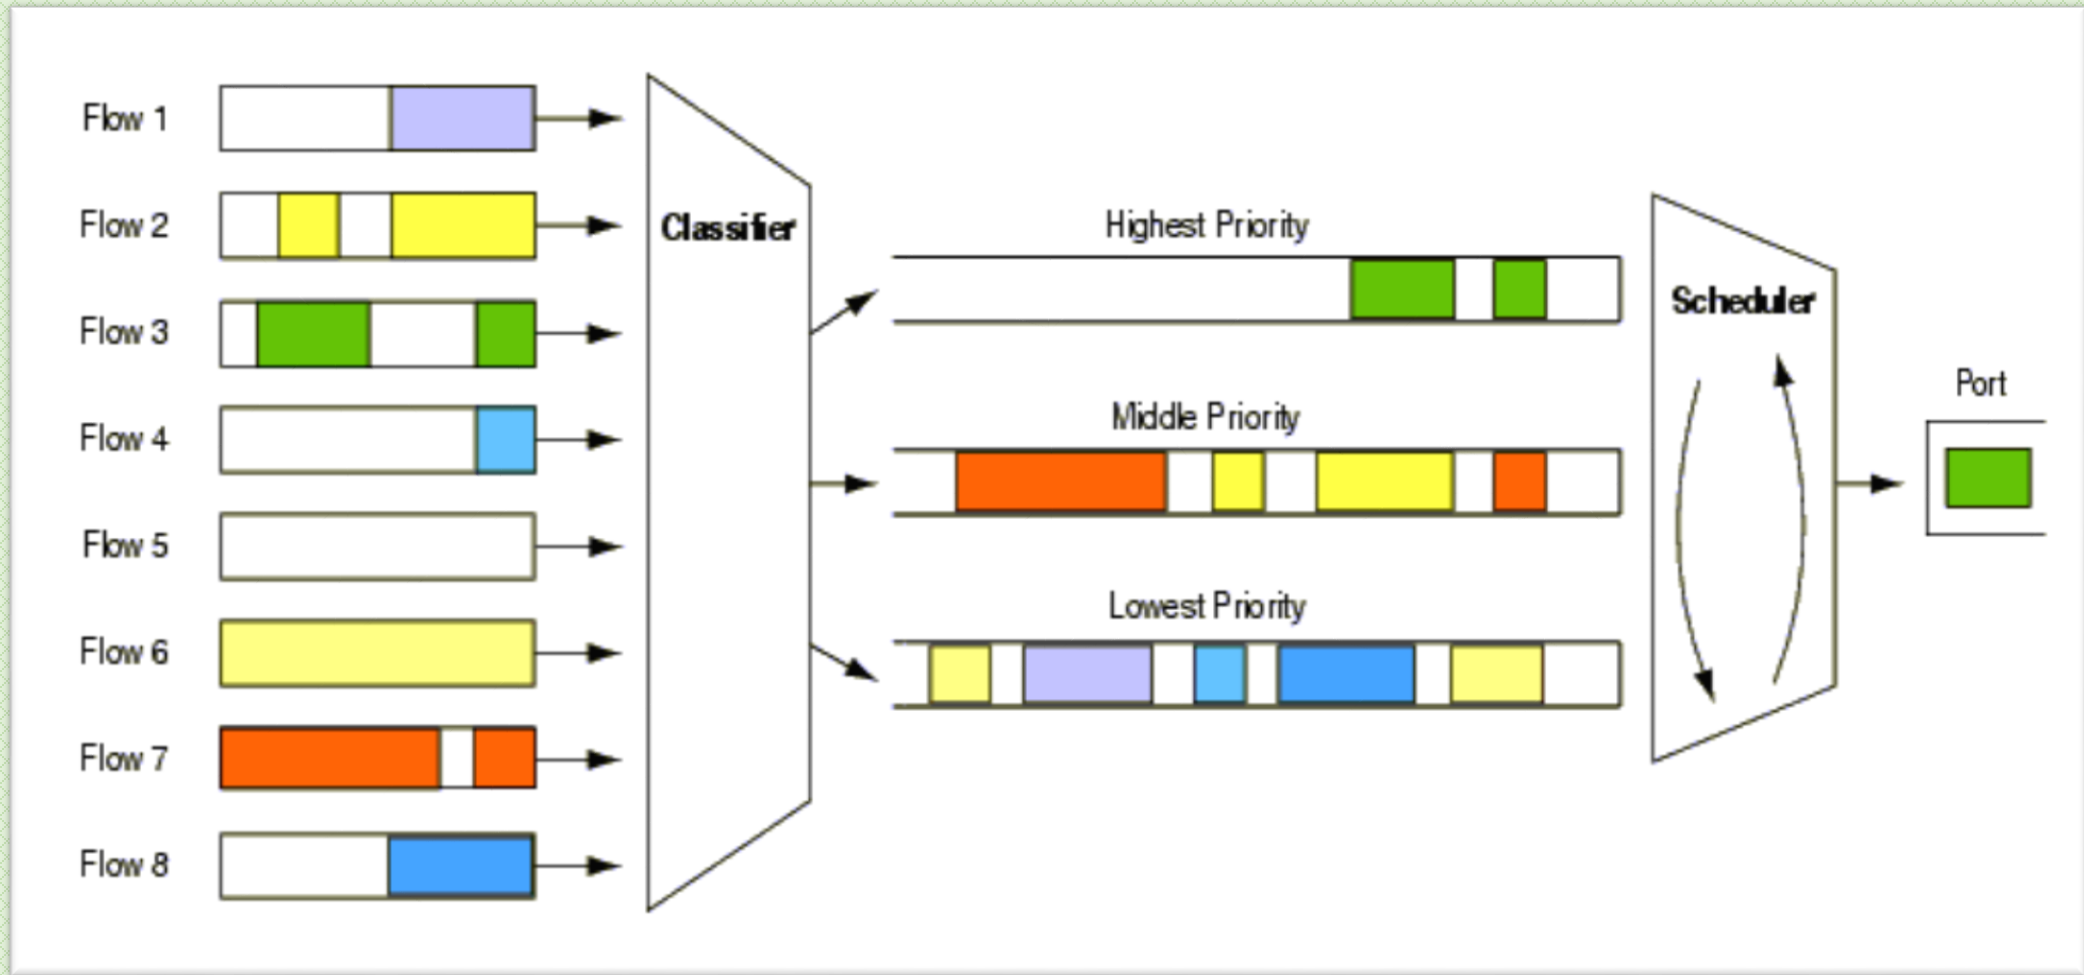 Flow 1
Flow 2
Flow 3
Flow 4
Flow 5
Flow 6
Flow 7
Flow 8
Classifier
Highest Priority
Middle Priority
Lowest Priority
Scheduler
Port